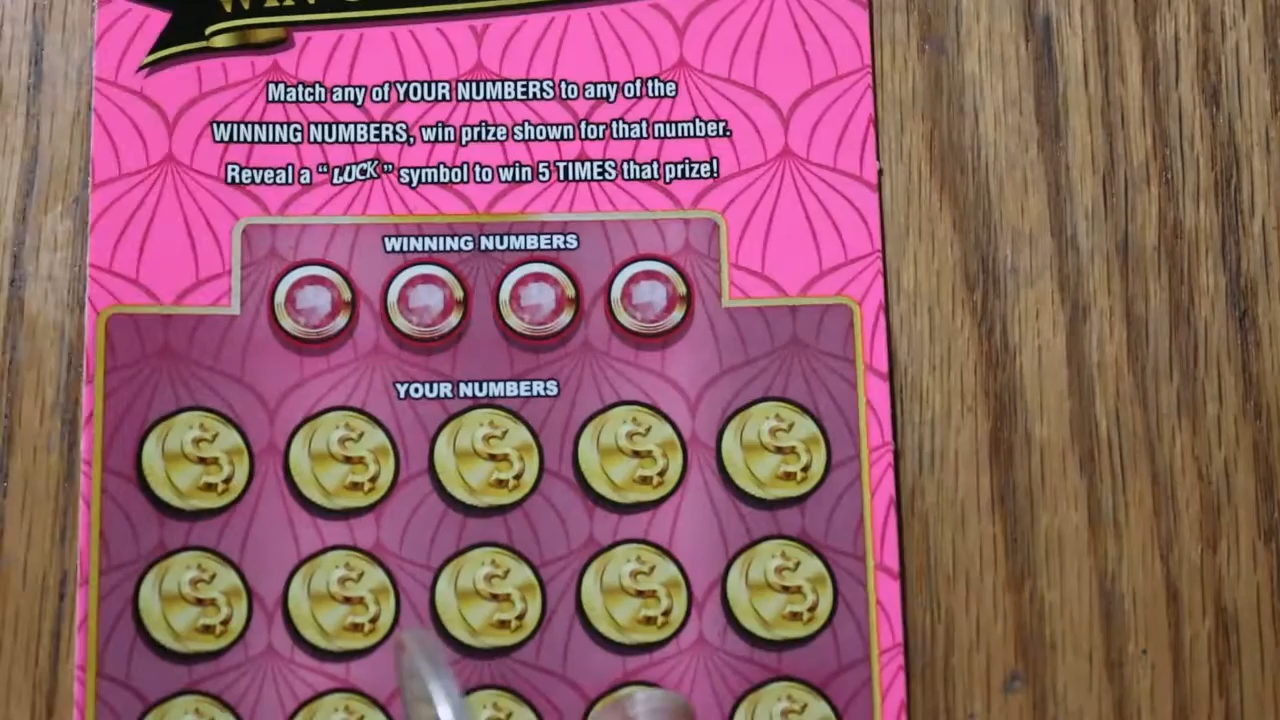 WIN
Match any of YOUR NUMBERS to any of the
WINNING NUMBERS, win prize shown for that number.
Reveal a “LUCK” symbol to win 5 TIMES that prize!
WINNING NUMBERS
YOUR NUMBERS
$ $ $ $ $
$ $ $ $ $